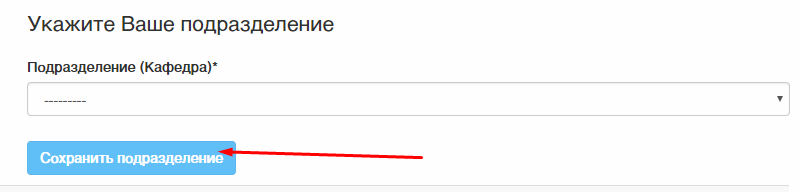 Укажите Ваше подразделение
Подразделение (Кафедра)*
---------
Сохранить подразделение